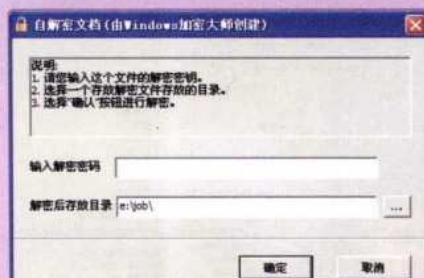 自解密文档(由Windows加密大师创建)
说明:
1. 请您输入这个文件的解密密钥。
2. 选择一个存放解密文件存放的目录。
3. 选择"确认"按钮进行解密。
输入解密密码
解密后存放目录 e:\job\ ...
确定 取消